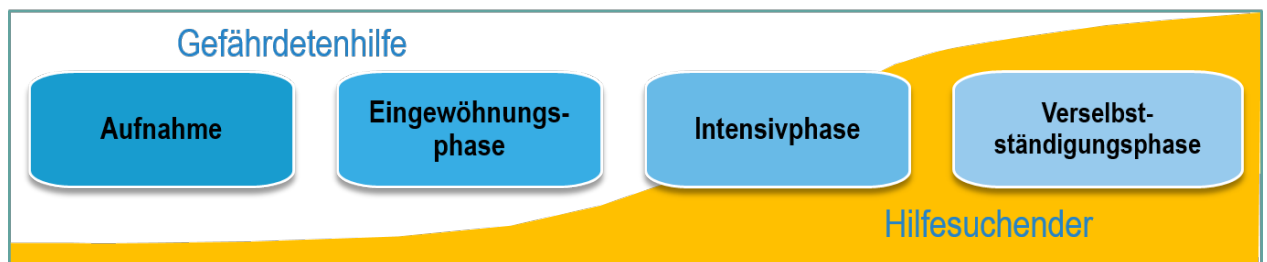 Gefährdetenhilfe
Aufnahme
Eingewöhnungs-
phase
Intensivphase
Verselbst-
ständigungsphase
Hilfesuchender